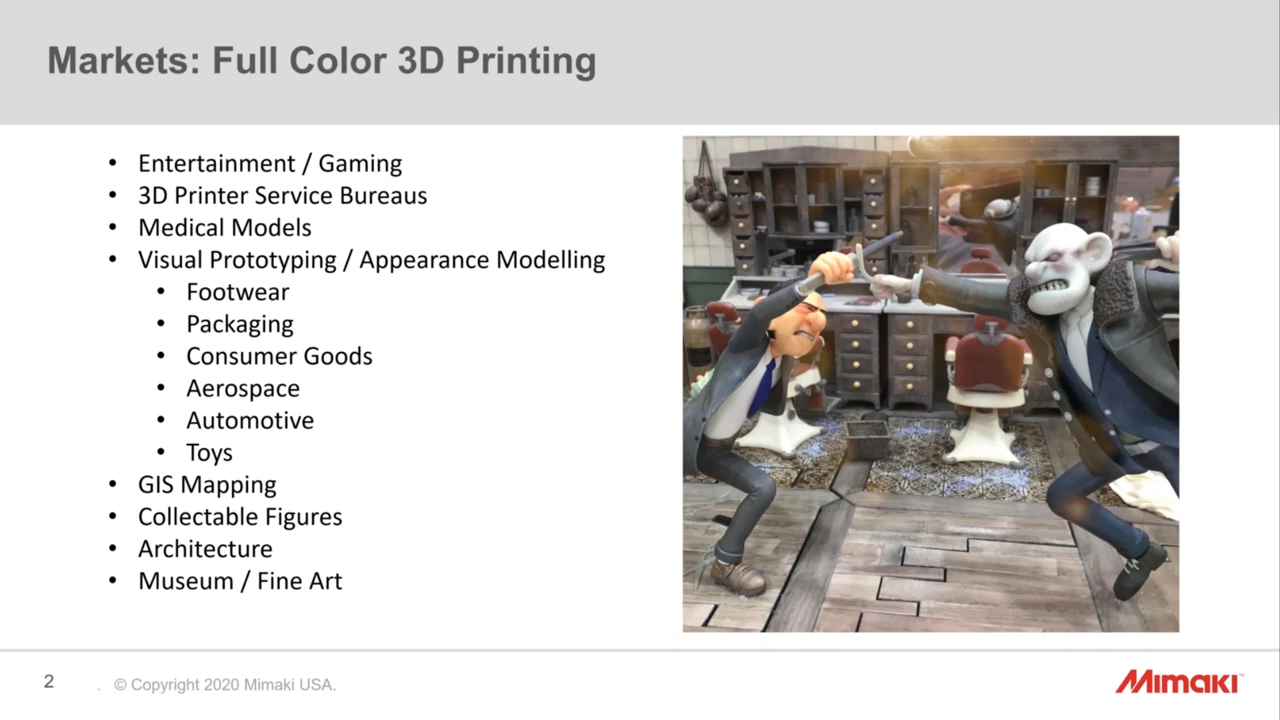 Markets: Full Color 3D Printing
• Entertainment / Gaming
• 3D Printer Service Bureaus
• Medical Models
• Visual Prototyping / Appearance Modelling
• Footwear
• Packaging
• Consumer Goods
• Aerospace
• Automotive
• Toys
• GIS Mapping
• Collectable Figures
• Architecture
• Museum / Fine Art
2
. © Copyright 2020 Mimaki USA.
Mimaki